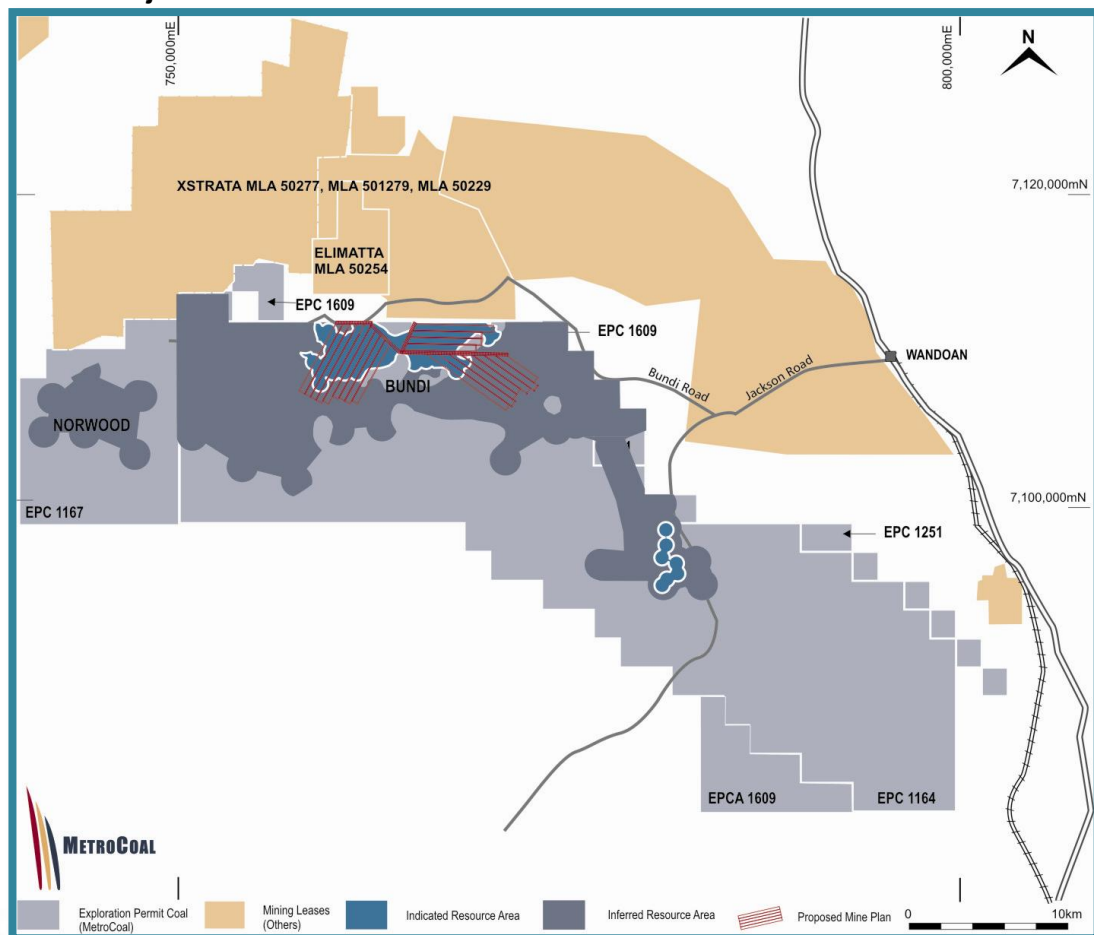 750,000mE
800,000mE
N
7,120,000mN
XSTRATA MLA 50277, MLA 501279, MLA 50229
ELIMATTA
MLA 50254
EPC 1609
EPC 1609
WANDOAN
Bundi Road
Jackson Road
BUNDI
NORWOOD
7,100,000mN
EPC 1167
EPC 1251
EPCA 1609
EPC 1164
METROCOAL
Exploration Permit Coal
(MetroCoal)
Mining Leases
(Others)
Indicated Resource Area
Inferred Resource Area
Proposed Mine Plan
0
10km